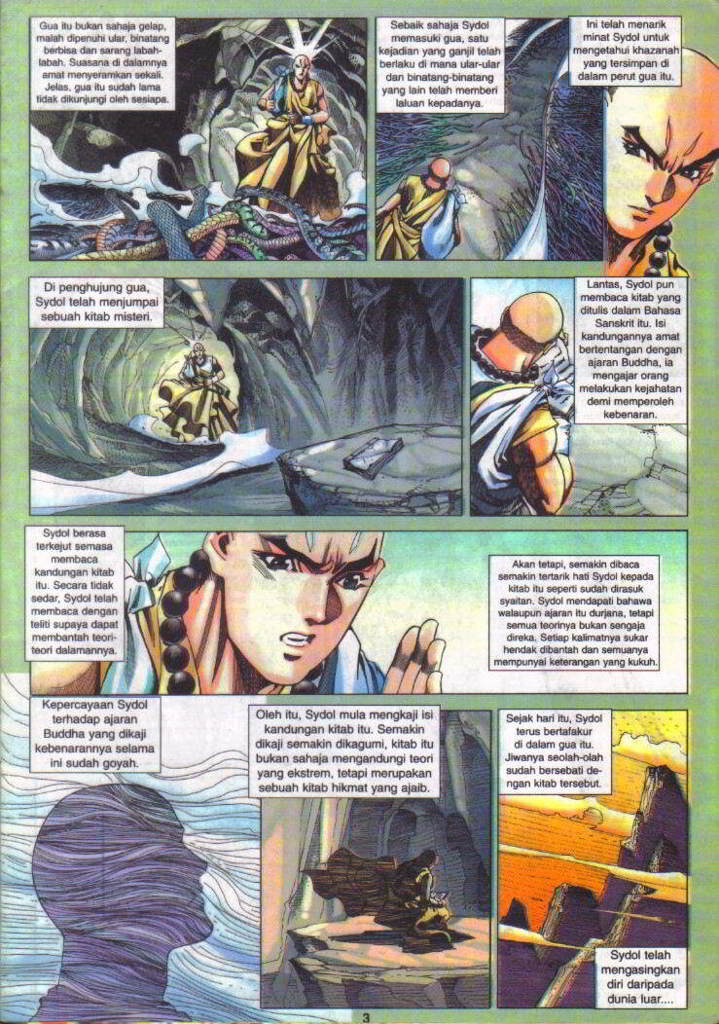 Gua itu bukan sahaja gelap,
malah dipenuhi ular, binatang
berbisa dan sarang labah-
labah. Suasana di dalamnya
amat menyeramkan sekali.
Jelas, gua itu sudah lama
tidak dikunjungi oleh sesiapa.
Sebaik sahaja Sydol
memasuki gua, satu
kejadian yang ganjil telah
berlaku di mana ular-ular
dan binatang-binatang
yang lain telah memberi
laluan kepadanya.
Ini telah menarik
minat Sydol untuk
mengetahui khazanah
yang tersimpan di
dalam perut gua itu.
Di penghujung gua,
Sydol telah menjumpai
sebuah kitab misteri.
Lantas, Sydol pun
membaca kitab yang
ditulis dalam Bahasa
Sanskrit itu. Isi
kandungannya amat
bertentangan dengan
ajaran Buddha, ia
mengajar orang
melakukan kejahatan
demi memperoleh
kebenaran.
Sydol berasa
terkejut semasa
membaca
kandungan kitab
itu. Secara tidak
sedar, Sydol telah
membaca dengan
teliti supaya dapat
membantah teori-
teori dalamannya.
Akan tetapi, semakin dibaca
semakin tertarik hati Sydol kepada
kitab itu seperti sudah dirasuk
syaitan. Sydol mendapati bahawa
walaupun ajaran itu durjana, tetapi
semua teorinya bukan sengaja
direka. Setiap kalimatnya sukar
hendak dibantah dan semuanya
mempunyai keterangan yang kukuh.
Kepercayaan Sydol
terhadap ajaran
Buddha yang dikaji
kebenarannya selama
ini sudah goyah.
Oleh itu, Sydol mula mengkaji isi
kandungan kitab itu. Semakin
dikaji semakin dikagumi, kitab itu
bukan sahaja mengandungi teori
yang ekstrem, tetapi merupakan
sebuah kitab hikmat yang ajaib.
Sejak hari itu, Sydol
terus bertafakur
di dalam gua itu.
Jiwanya seolah-olah
sudah bersebati de-
ngan kitab tersebut.
Sydol telah
mengasingkan
diri daripada
dunia luar....
3